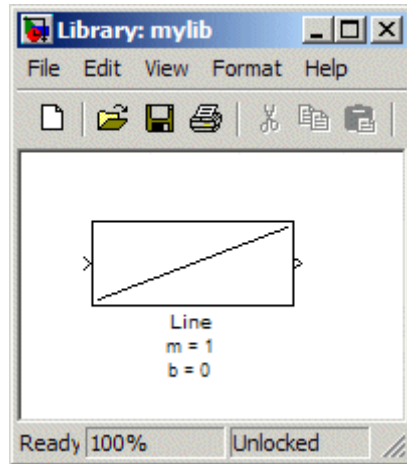 Library: mylib
File Edit View Format Help
Line
m = 1
b = 0
Ready 100% Unlocked